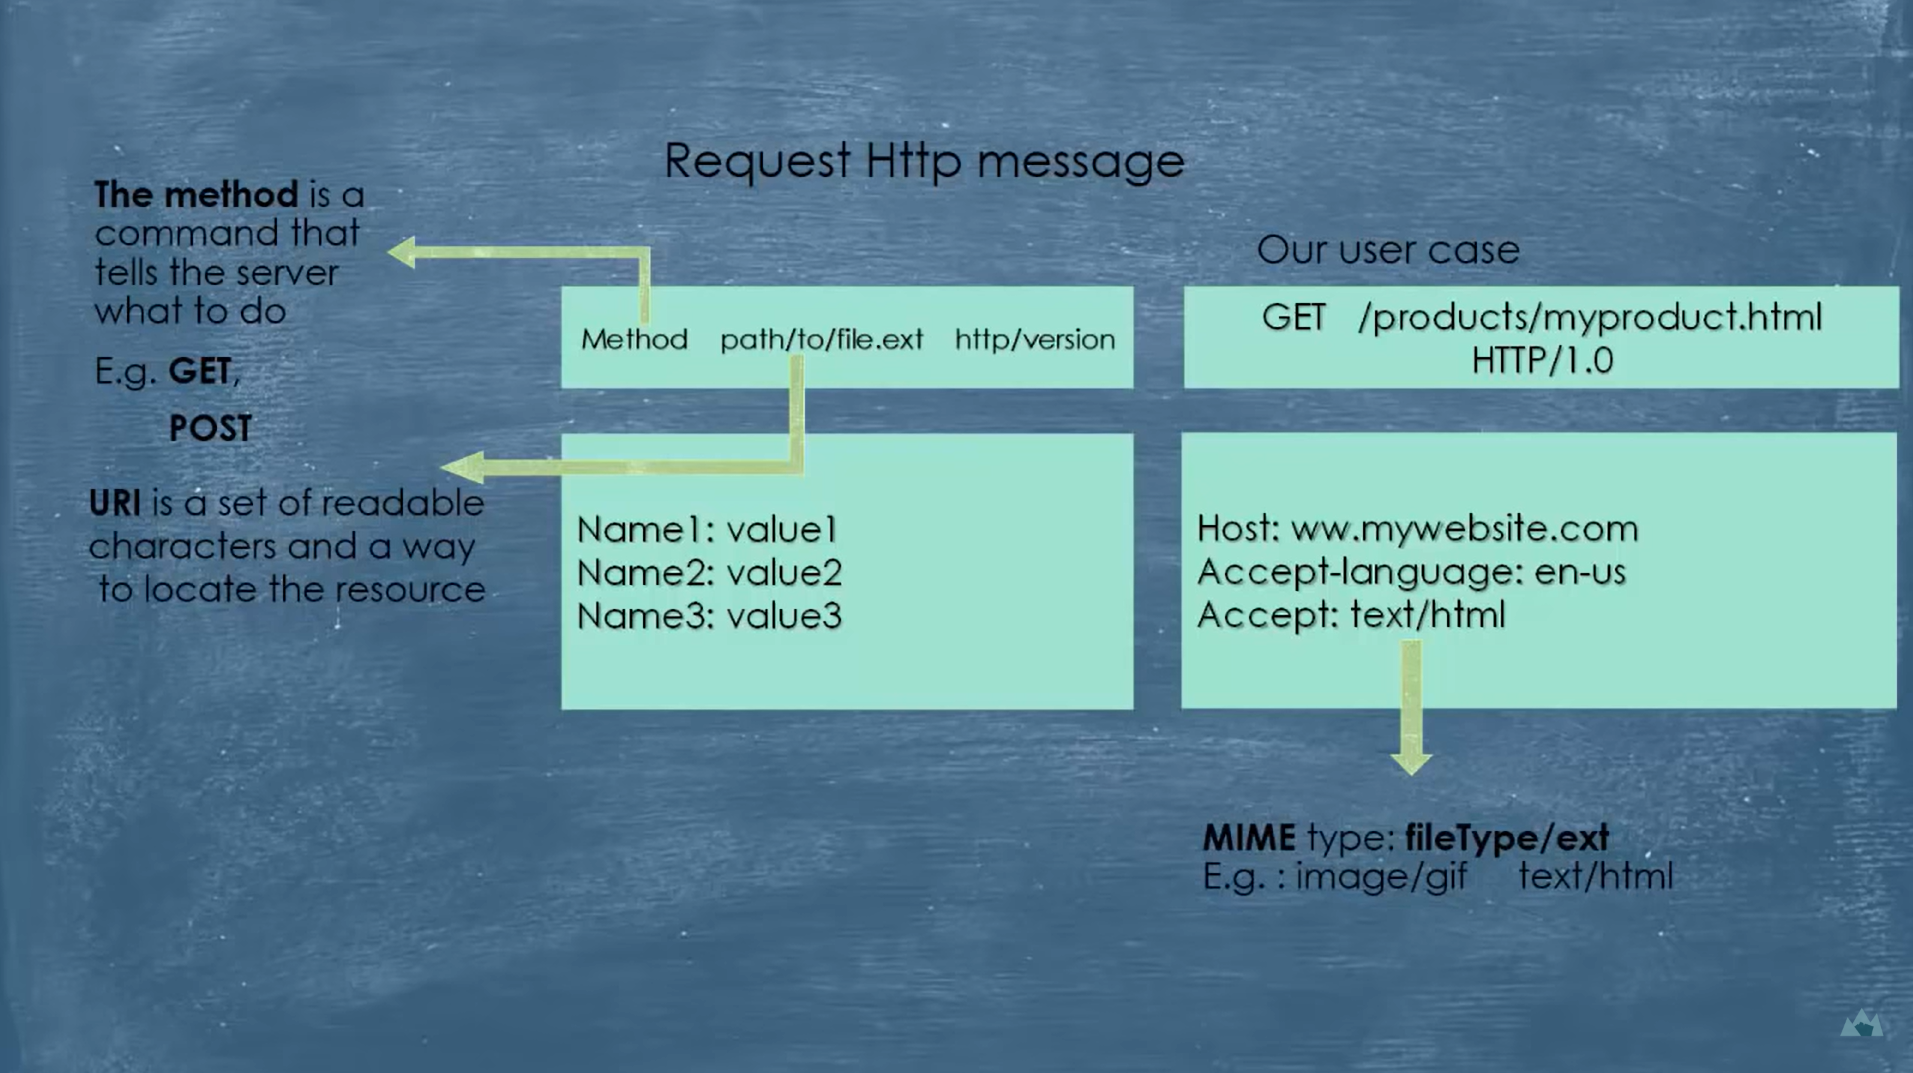 Request Http message
The method is a
command that
tells the server
what to do
E.g. GET,
POST
URI is a set of readable
characters and a way
to locate the resource
Method path/to/file.ext http/version
Name1: value1
Name2: value2
Name3: value3
Our user case
GET /products/myproduct.html
HTTP/1.0
Host: ww.mywebsite.com
Accept-language: en-us
Accept: text/html
MIME type: fileType/ext
E.g. : image/gif text/html